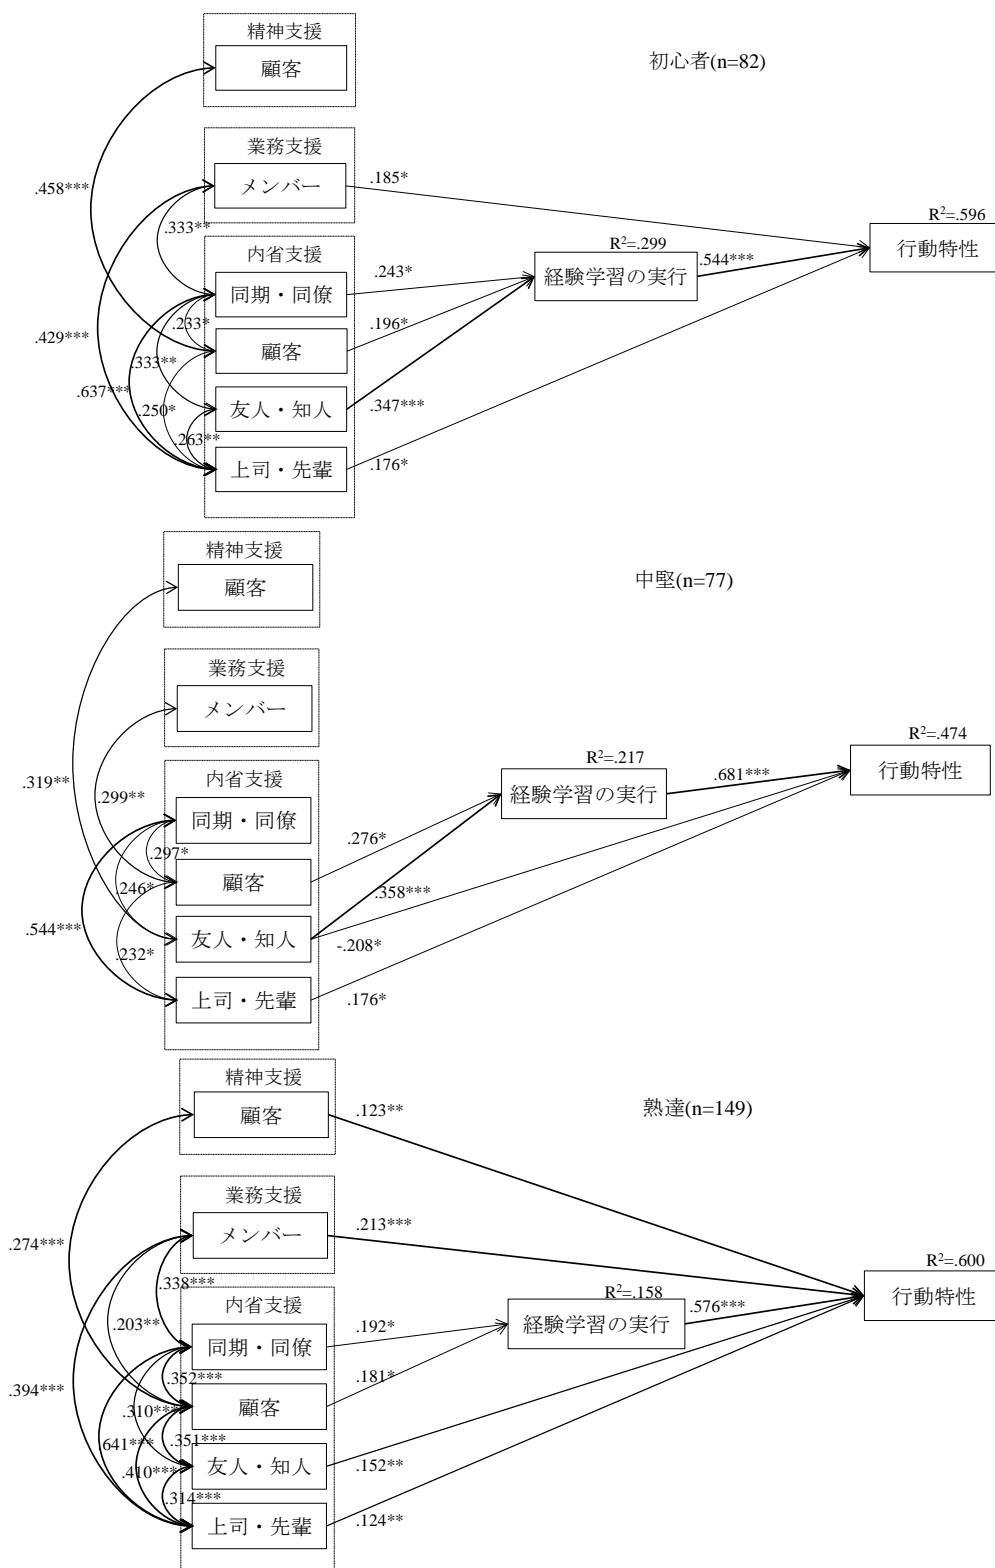 精神支援
顧客
初心者(n=82)
業務支援
メンバー
.185*
.458***
.333**
R²=.596
行動特性
内省支援
R²=.299
経験学習の実行
.544***
同期・同僚
.243*
.233*
.196*
.429***
顧客
.333**
.637***
.250*
友人・知人
.347***
.263**
上司・先輩
.176*
精神支援
顧客
中堅(n=77)
業務支援
メンバー
R²=.474
行動特性
.319**
.299**
内省支援
R²=.217
経験学習の実行
.681***
同期・同僚
.276*
.297*
顧客
.246*
.358***
.544***
友人・知人
-.208*
.232*
上司・先輩
.176*
精神支援
顧客
.123**
熟達(n=149)
業務支援
メンバー
.213***
.274***
.338***
R²=.600
行動特性
内省支援
R²=.158
経験学習の実行
.576***
.203**
同期・同僚
.192*
.352***
.181*
.394***
顧客
.310***
.351***
.641***
友人・知人
.152**
.410***
.314***
上司・先輩
.124**